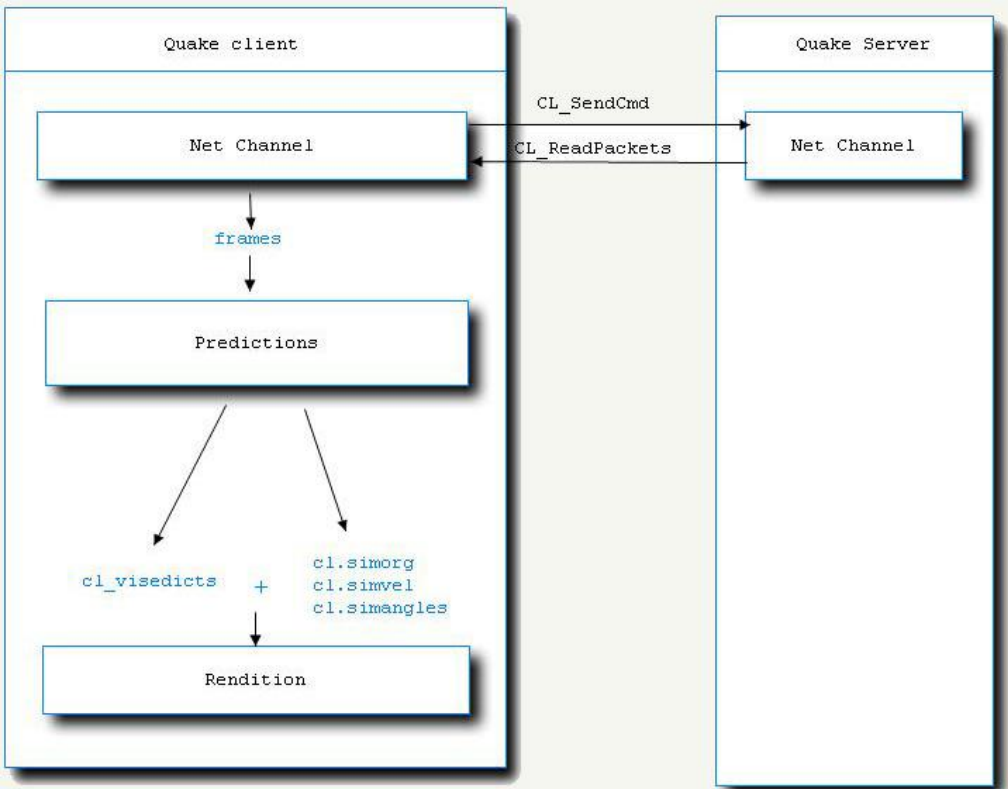 Quake client
Quake Server
CL_SendCmd
Net Channel
CL_ReadPackets
Net Channel
frames
Predictions
cl_visedicts
+
cl.simorg
cl.simvel
cl.simangles
Rendition